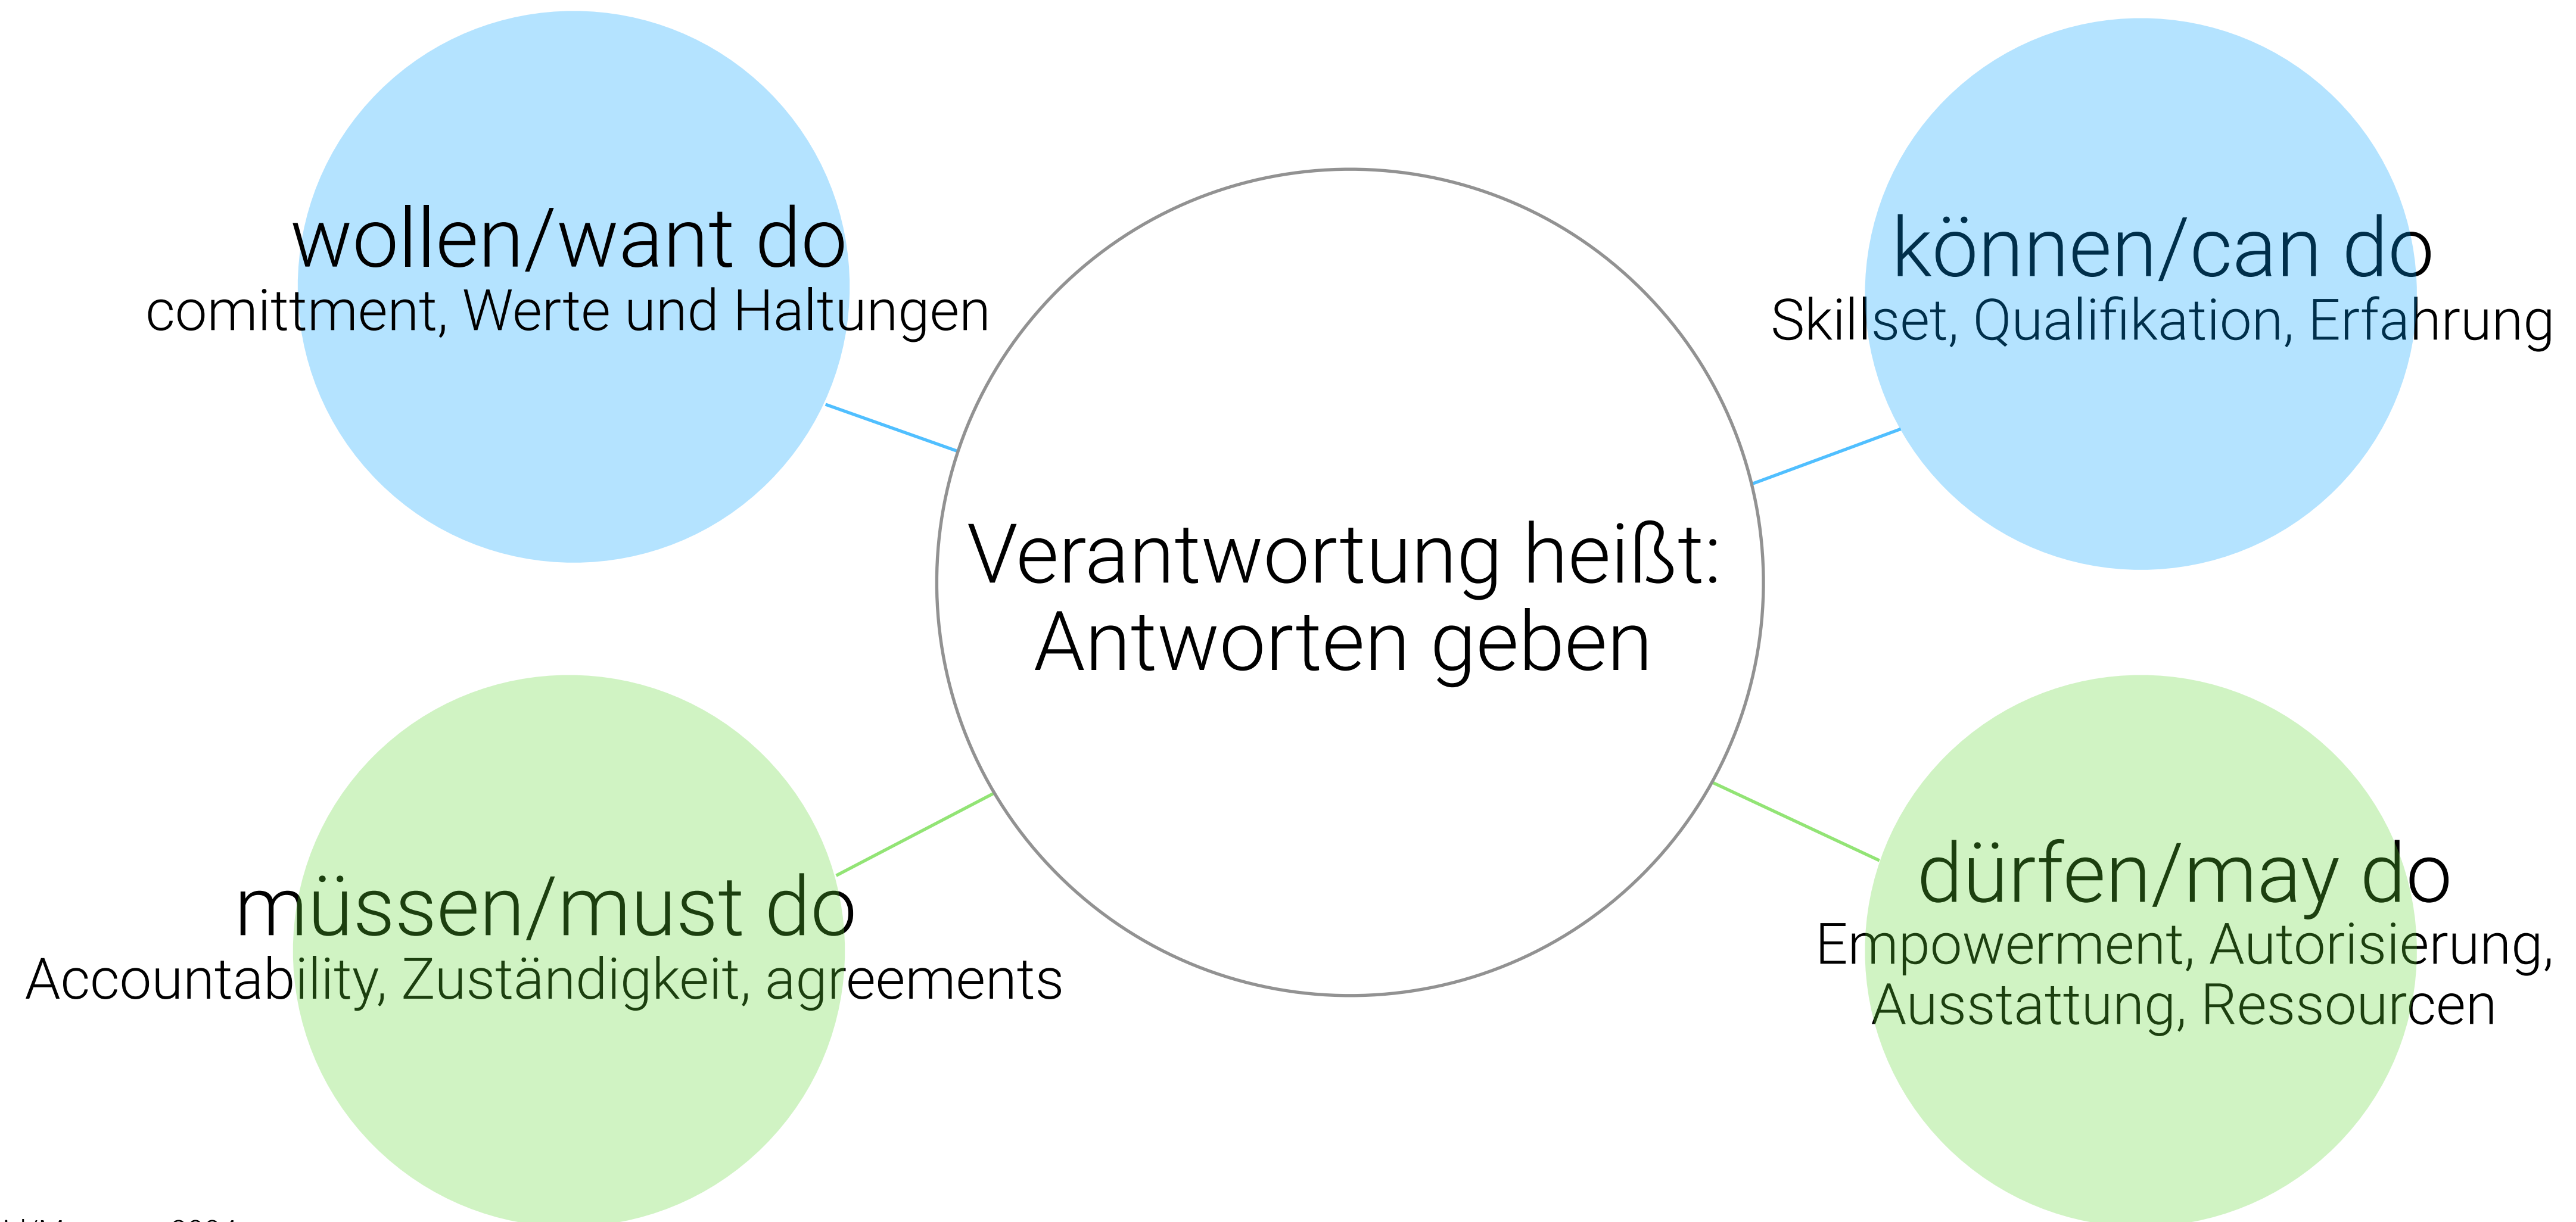 wollen/want do
comittment, Werte und Haltungen
können/can do
Skillset, Qualifikation, Erfahrung
Verantwortung heißt:
Antworten geben
müssen/must do
Accountability, Zuständigkeit, agreements
dürfen/may do
Empowerment, Autorisierung,
Ausstattung, Ressourcen